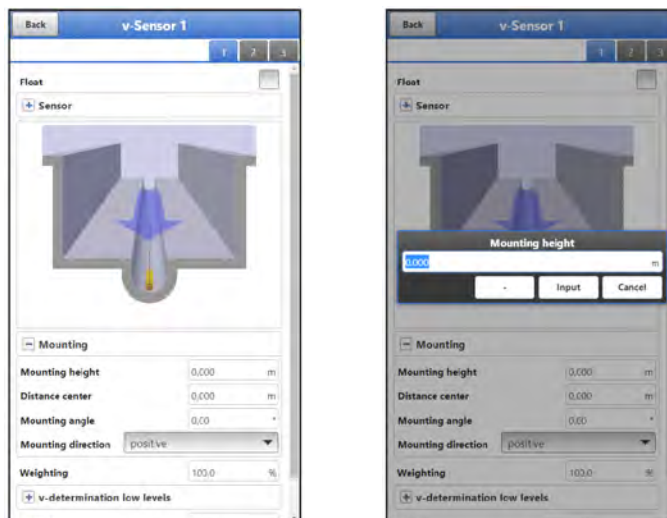 Back v-Sensor 1
1 2 3
Float
+ Sensor
− Mounting
Mounting height 0,000 m
Distance center 0,000 m
Mounting angle 0,00 °
Mounting direction positive
Weighting 100,0 %
+ v-determination low levels
Back v-Sensor 1
1 2 3
Float
+ Sensor
Mounting height
0,000 m
- Input Cancel
− Mounting
Mounting height 0,000 m
Distance center 0,000 m
Mounting angle 0,00 °
Mounting direction positive
Weighting 100,0 %
+ v-determination low levels